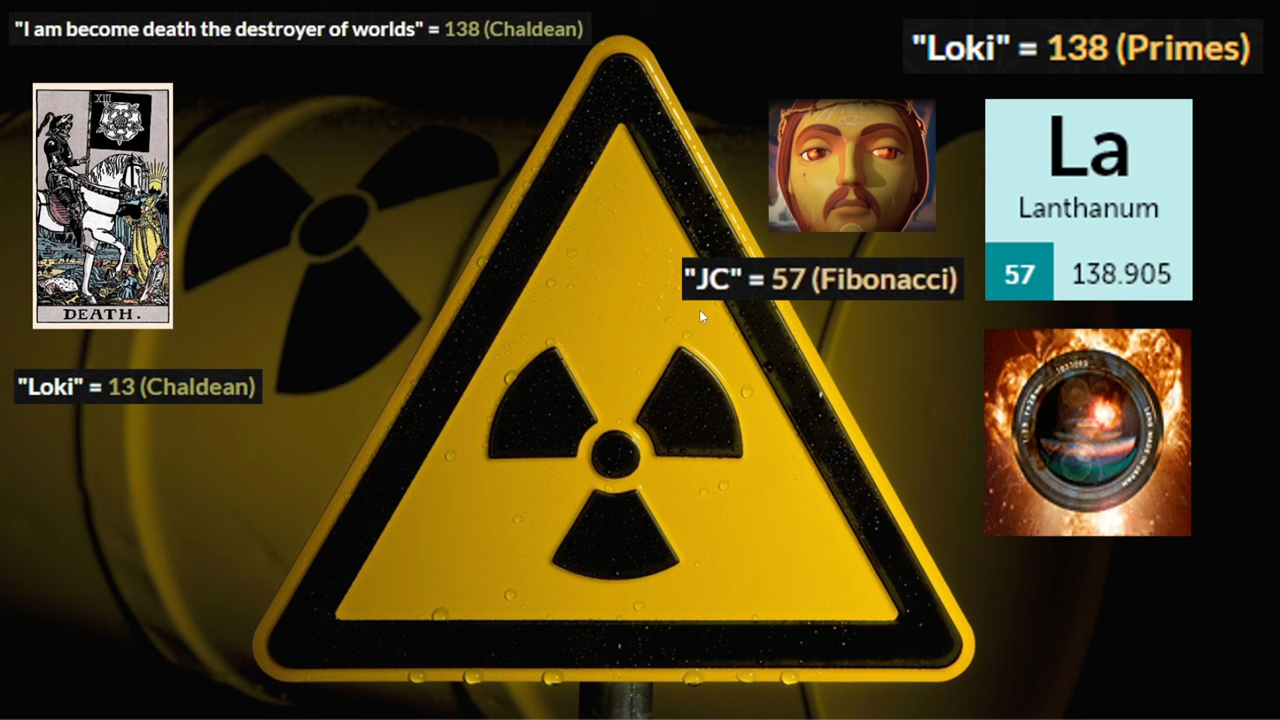 "I am become death the destroyer of worlds" = 138 (Chaldean)
"Loki" = 138 (Primes)
XIII
DEATH.
"Loki" = 13 (Chaldean)
"JC" = 57 (Fibonacci)
La
Lanthanum
57 138.905